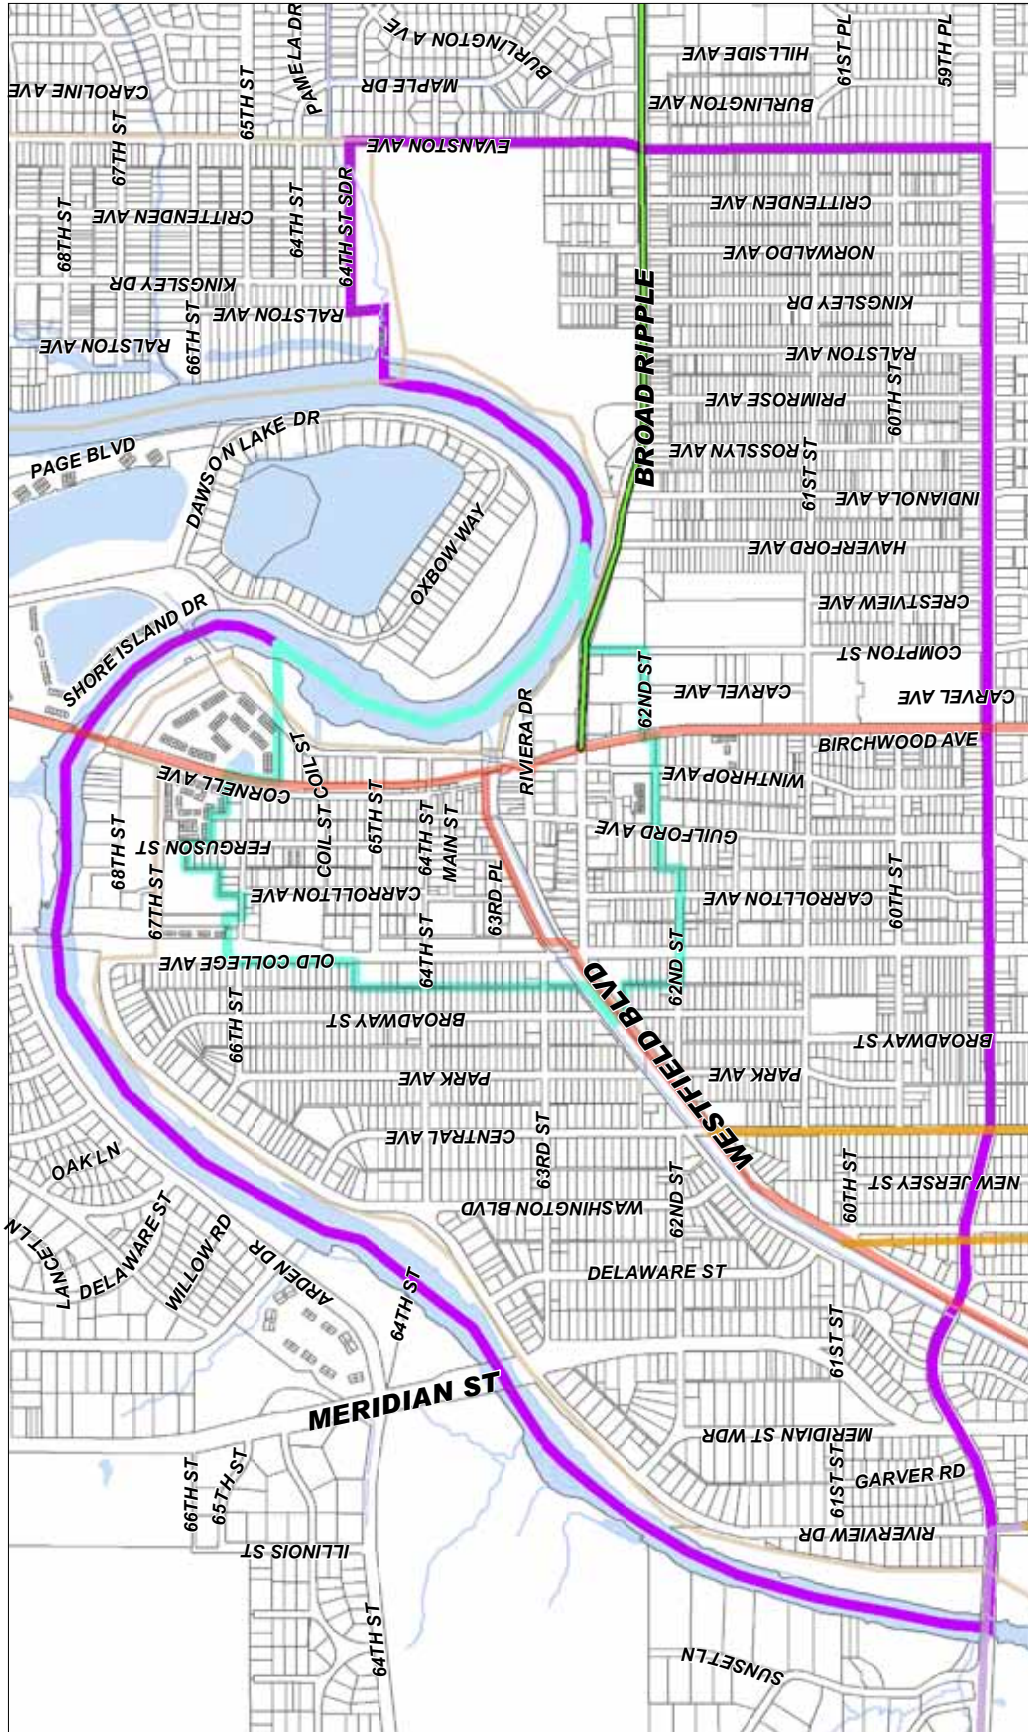 CAROLINE AVE
65TH ST
PAMELA DR
BURLINGTON AVE
MAPLE DR
HILLSIDE AVE
61ST PL
59TH PL
BURLINGTON AVE
67TH ST
EVANSTON AVE
68TH ST
CRITTENDEN AVE
64TH ST
64TH ST SDR
CRITTENDEN AVE
NORWALDO AVE
KINGSLEY DR
KINGSLEY DR
RALSTON AVE
RALSTON AVE
66TH ST
RALSTON AVE
BROAD RIPPLE
PRIMROSE AVE
60TH ST
PAGE BLVD
DAWSON LAKE DR
ROSSLYN AVE
61ST ST
INDIANOLA AVE
OXBOW WAY
HAVERFORD AVE
CRESTVIEW AVE
SHORE ISLAND DR
COMPTON ST
62ND ST
CARVEL AVE
CARVEL AVE
RIVIERA DR
BIRCHWOOD AVE
CORNELL AVE
COIL ST
WINTHROP AVE
COIL ST
65TH ST
64TH ST
MAIN ST
GUILFORD AVE
68TH ST
FERGUSON ST
67TH ST
CARROLLTON AVE
63RD PL
CARROLLTON AVE
60TH ST
OLD COLLEGE AVE
64TH ST
62ND ST
WESTFIELD BLVD
66TH ST
BROADWAY ST
BROADWAY ST
PARK AVE
PARK AVE
CENTRAL AVE
63RD ST
OAK LN
WASHINGTON BLVD
62ND ST
60TH ST
NEW JERSEY ST
LANCET LN
DELAWARE ST
WILLOW RD
ARDEN DR
64TH ST
DELAWARE ST
61ST ST
MERIDIAN ST
MERIDIAN ST WDR
66TH ST
65TH ST
61ST ST
GARVER RD
RIVERVIEW DR
ILLINOIS ST
64TH ST
SUNSET LN